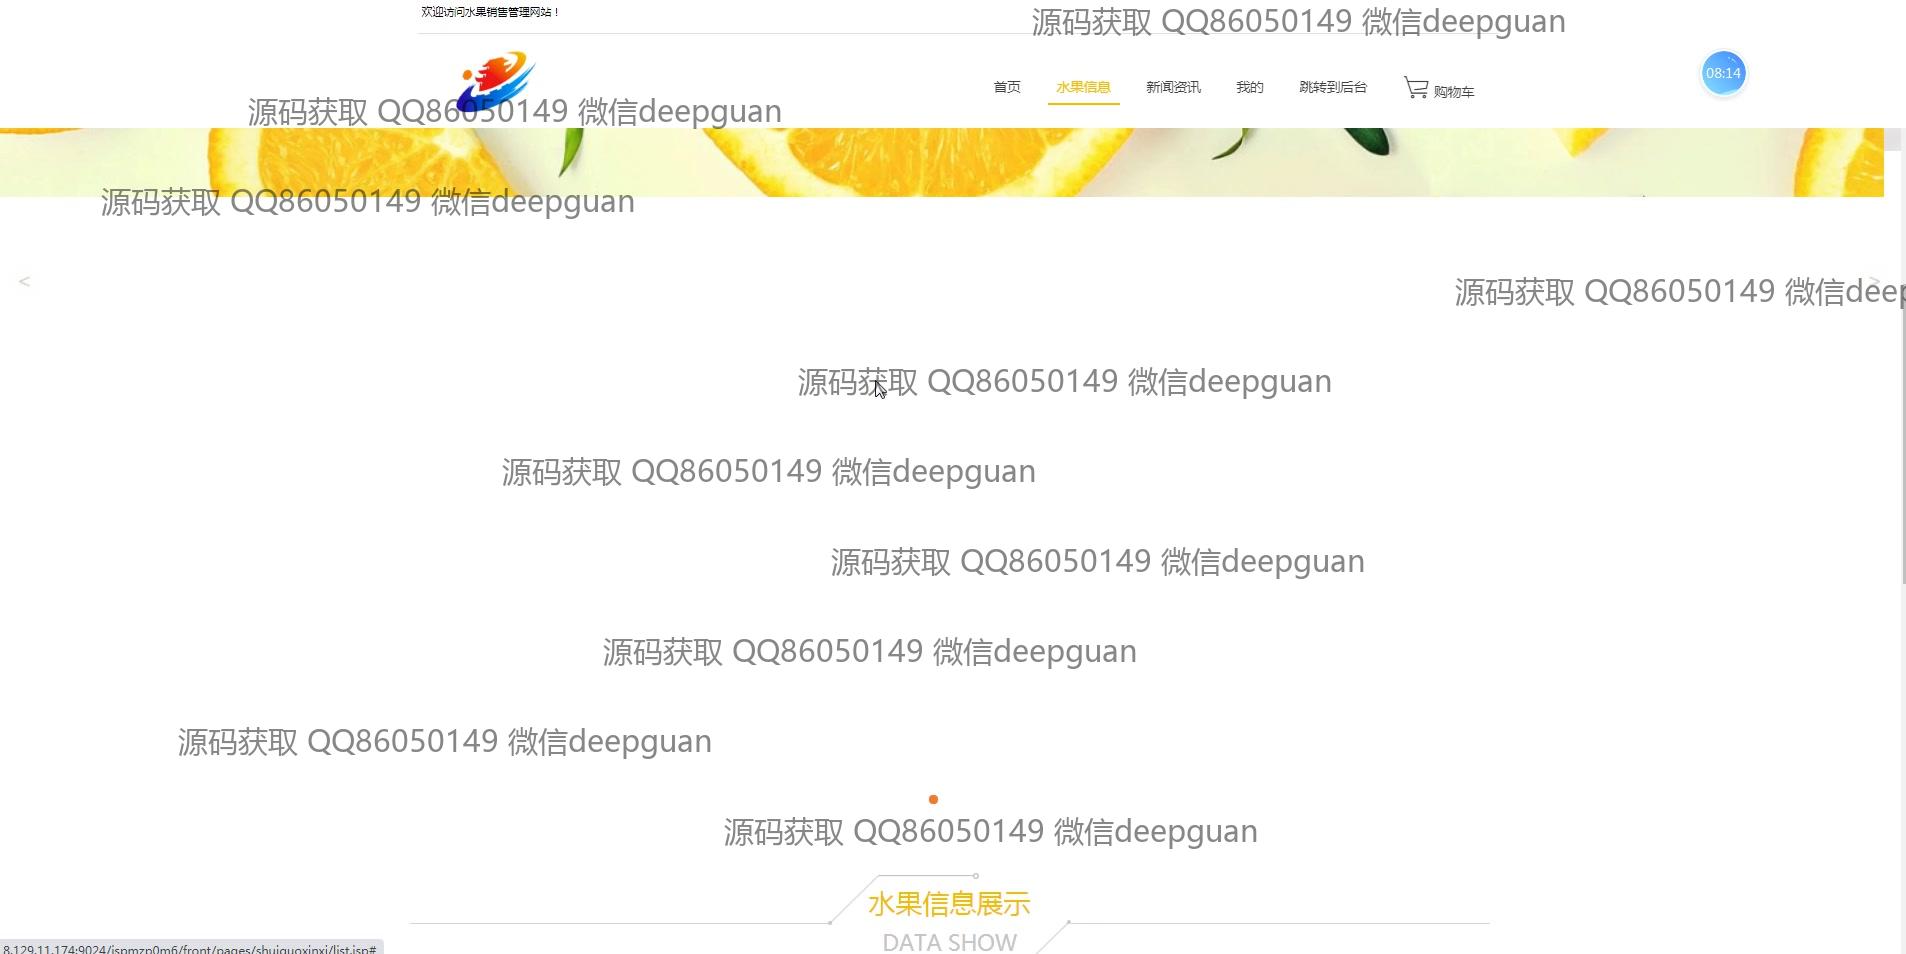 欢迎访问水果销售管理网站！
源码获取 QQ86050149 微信deepguan
首页
水果信息
新闻资讯
我的
跳转到后台
购物车
08:14
源码获取 QQ86050149 微信deepguan
源码获取 QQ86050149 微信deepguan
<
>
源码获取 QQ86050149 微信deep
源码获取 QQ86050149 微信deepguan
源码获取 QQ86050149 微信deepguan
源码获取 QQ86050149 微信deepguan
源码获取 QQ86050149 微信deepguan
源码获取 QQ86050149 微信deepguan
源码获取 QQ86050149 微信deepguan
水果信息展示
DATA SHOW
8.129.11.174:9024/jspmzp0m6/front/pages/shuiguoxinxi/list.jsp#